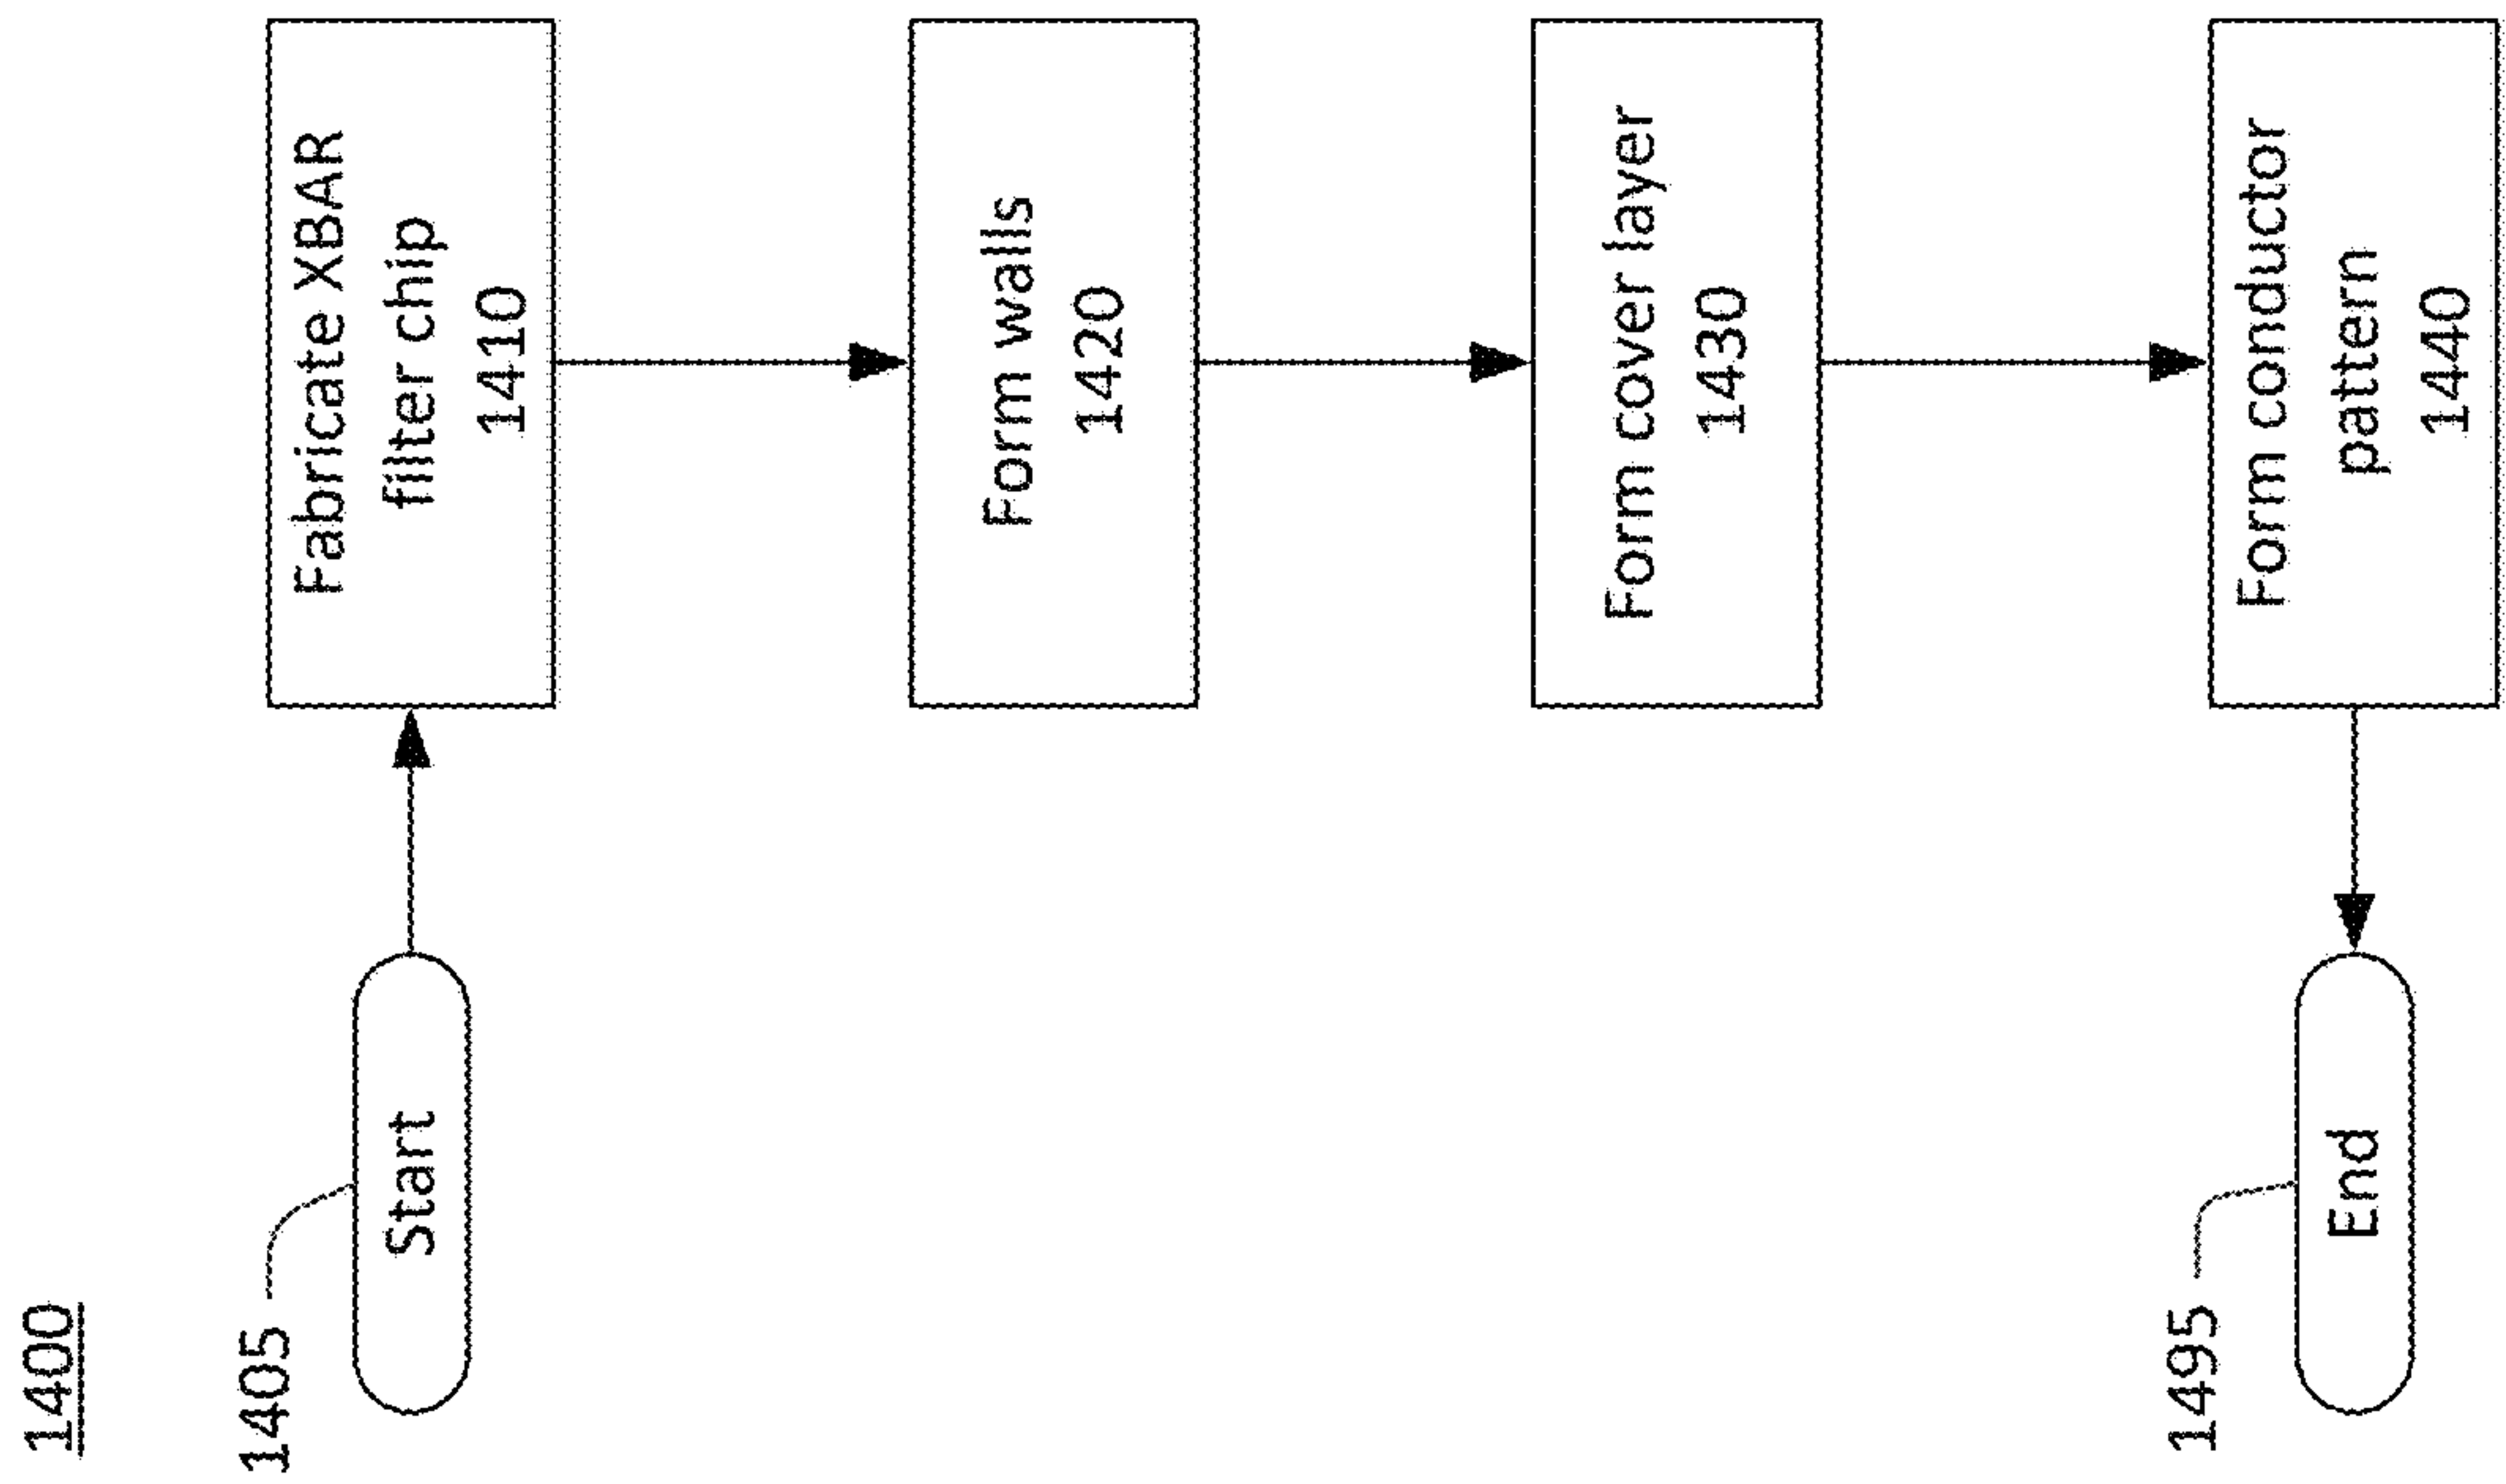 1400
1405
Start
Fabricate XBAR
filter chip
1410
Form walls
1420
Form cover layer
1430
Form conductor
pattern
1440
1495
End